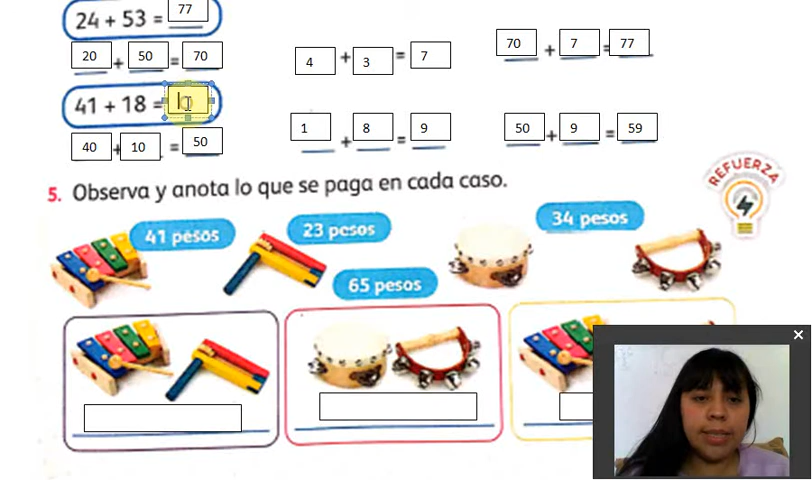 24 + 53 = 77
20 + 50 = 70
4 + 3 = 7
70 + 7 = 77
41 + 18 =
40 + 10 = 50
1 + 8 = 9
50 + 9 = 59
5. Observa y anota lo que se paga en cada caso.
REFUERZA
41 pesos
23 pesos
34 pesos
65 pesos